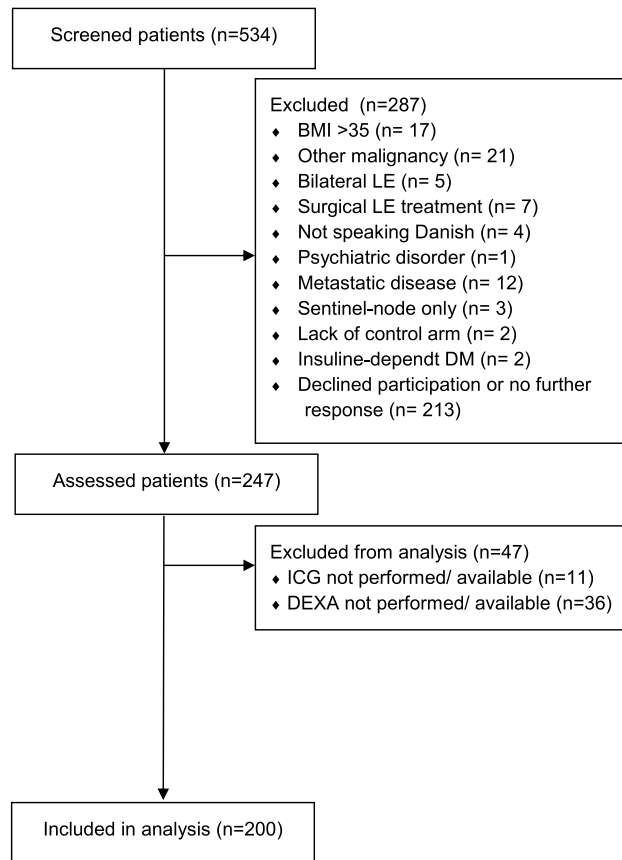 Screened patients (n=534)
Excluded  (n=287)
♦ BMI >35 (n= 17)
♦ Other malignancy (n= 21)
♦ Bilateral LE (n= 5)
♦ Surgical LE treatment (n= 7)
♦ Not speaking Danish (n= 4)
♦ Psychiatric disorder (n=1)
♦ Metastatic disease (n= 12)
♦ Sentinel-node only (n= 3)
♦ Lack of control arm (n= 2)
♦ Insuline-dependt DM (n= 2)
♦ Declined participation or no further
response (n= 213)
Assessed patients (n=247)
Excluded from analysis (n=47)
♦ ICG not performed/ available (n=11)
♦ DEXA not performed/ available (n=36)
Included in analysis (n=200)